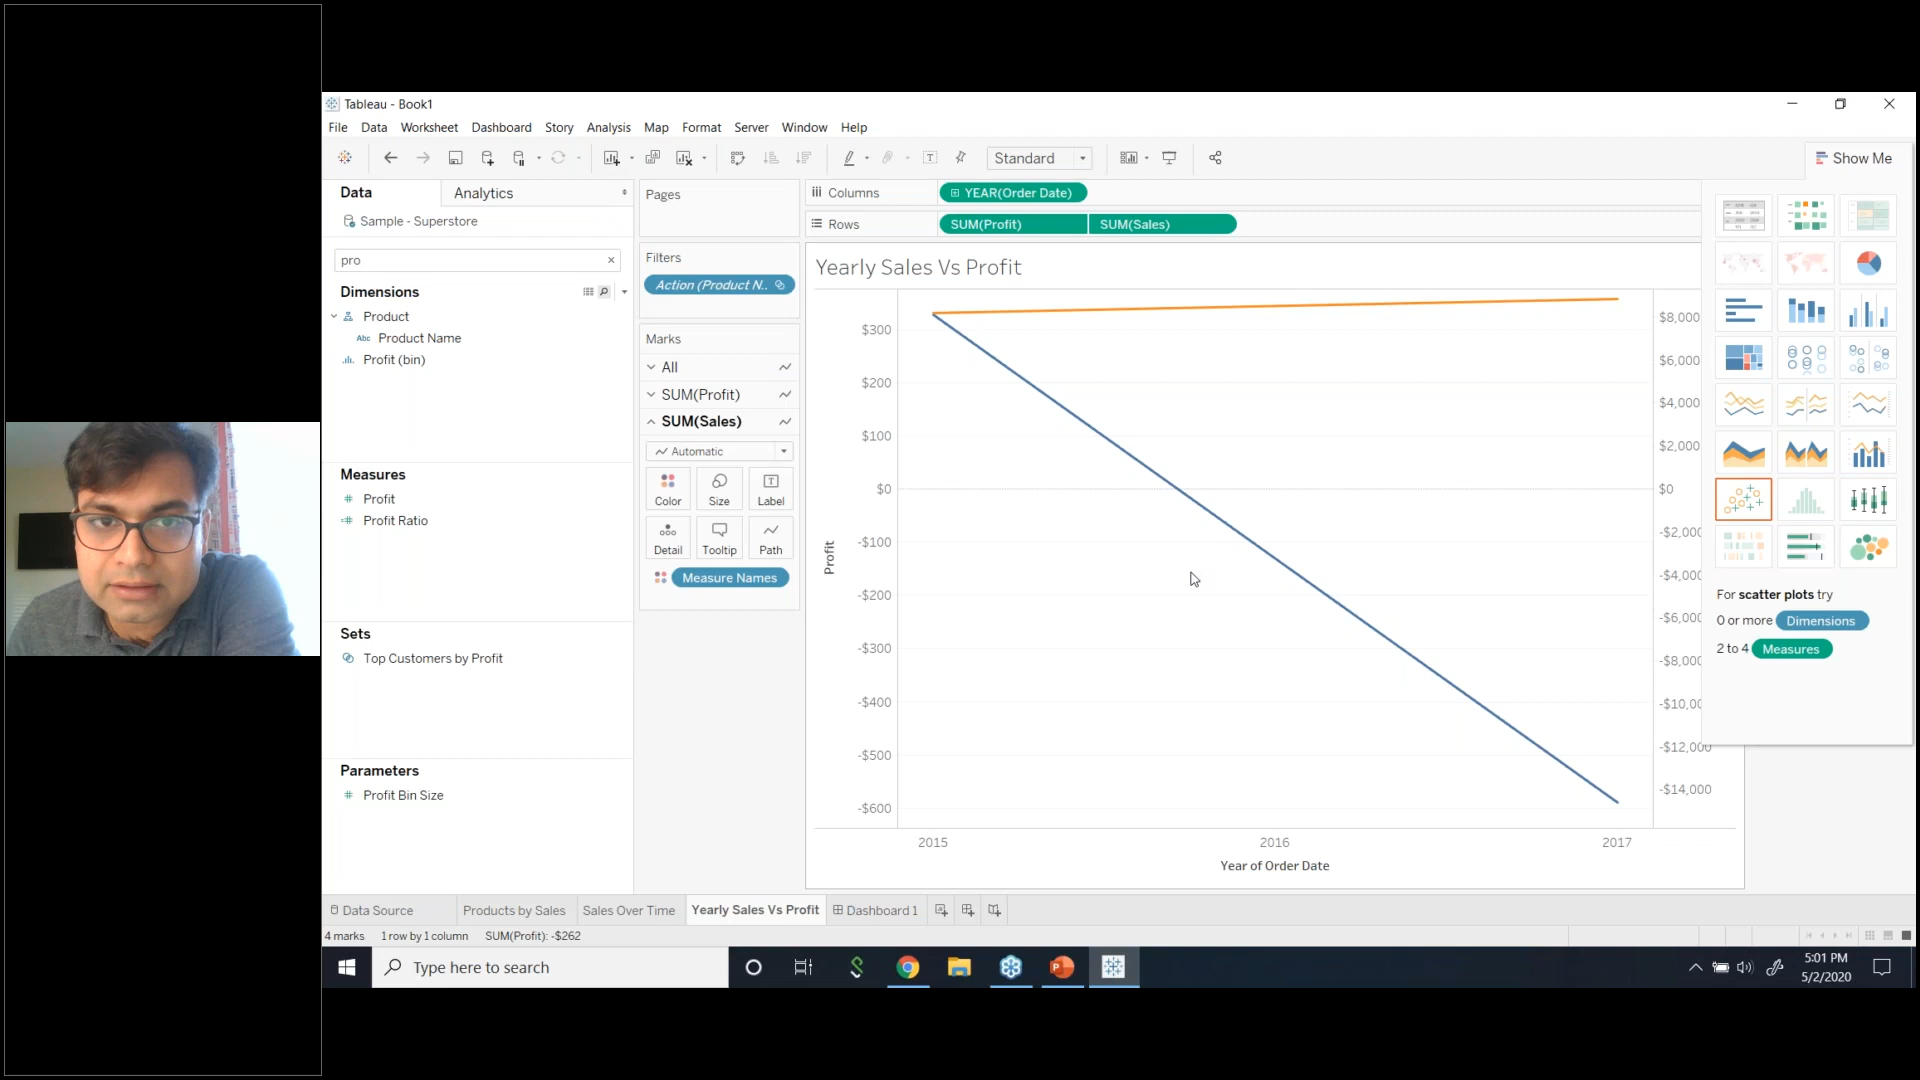 Tableau - Book1
File Data Worksheet Dashboard Story Analysis Map Format Server Window Help
Standard
Show Me
Data
Analytics
Sample - Superstore
pro
Dimensions
Product
Abc Product Name
Profit (bin)
Measures
Profit
Profit Ratio
Sets
Top Customers by Profit
Parameters
Profit Bin Size
Pages
Filters
Action (Product N..
Marks
All
SUM(Profit)
SUM(Sales)
Automatic
Color Size Label
Detail Tooltip Path
Measure Names
Columns YEAR(Order Date)
Rows SUM(Profit) SUM(Sales)
Yearly Sales Vs Profit
$300
$200
$100
$0
-$100
-$200
-$300
-$400
-$500
-$600
Profit
$8,000
$6,000
$4,000
$2,000
$0
-$2,000
-$4,000
-$6,000
-$8,000
-$10,00
-$12,000
-$14,000
2015 2016 2017
Year of Order Date
For scatter plots try
0 or more Dimensions
2 to 4 Measures
Data Source Products by Sales Sales Over Time Yearly Sales Vs Profit Dashboard 1
4 marks 1 row by 1 column SUM(Profit): -$262
Type here to search
5:01 PM
5/2/2020